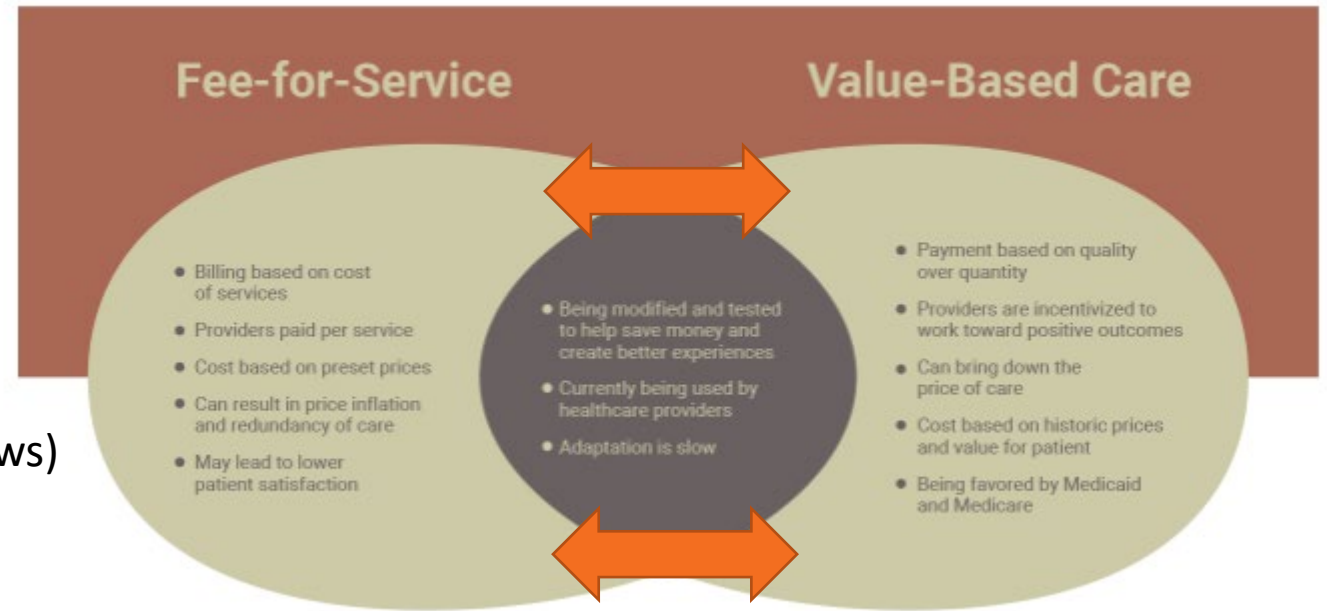 Fee-for-Service
Value-Based Care
• Billing based on cost
of services
• Providers paid per service
• Cost based on preset prices
• Can result in price inflation
and redundancy of care
• May lead to lower
patient satisfaction
• Being modified and tested
to help save money and
create better experiences
• Currently being used by
healthcare providers
• Adaptation is slow
• Payment based on quality
over quantity
• Providers are incentivized to
work toward positive outcomes
• Can bring down the
price of care
• Cost based on historic prices
and value for patient
• Being favored by Medicaid
and Medicare
ws)